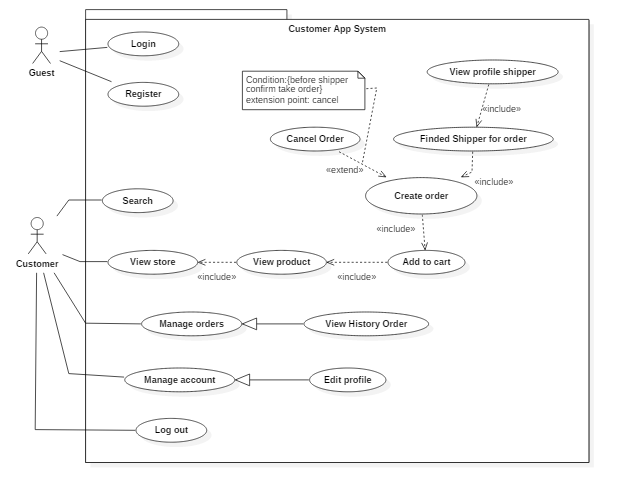 Customer App System
Guest
Login
Register
Condition:{before shipper
confirm take order}
extension point: cancel
View profile shipper
«include»
Cancel Order
Finded Shipper for order
«extend»
«include»
Create order
Search
«include»
Customer
View store
View product
Add to cart
«include»
«include»
Manage orders
View History Order
Manage account
Edit profile
Log out